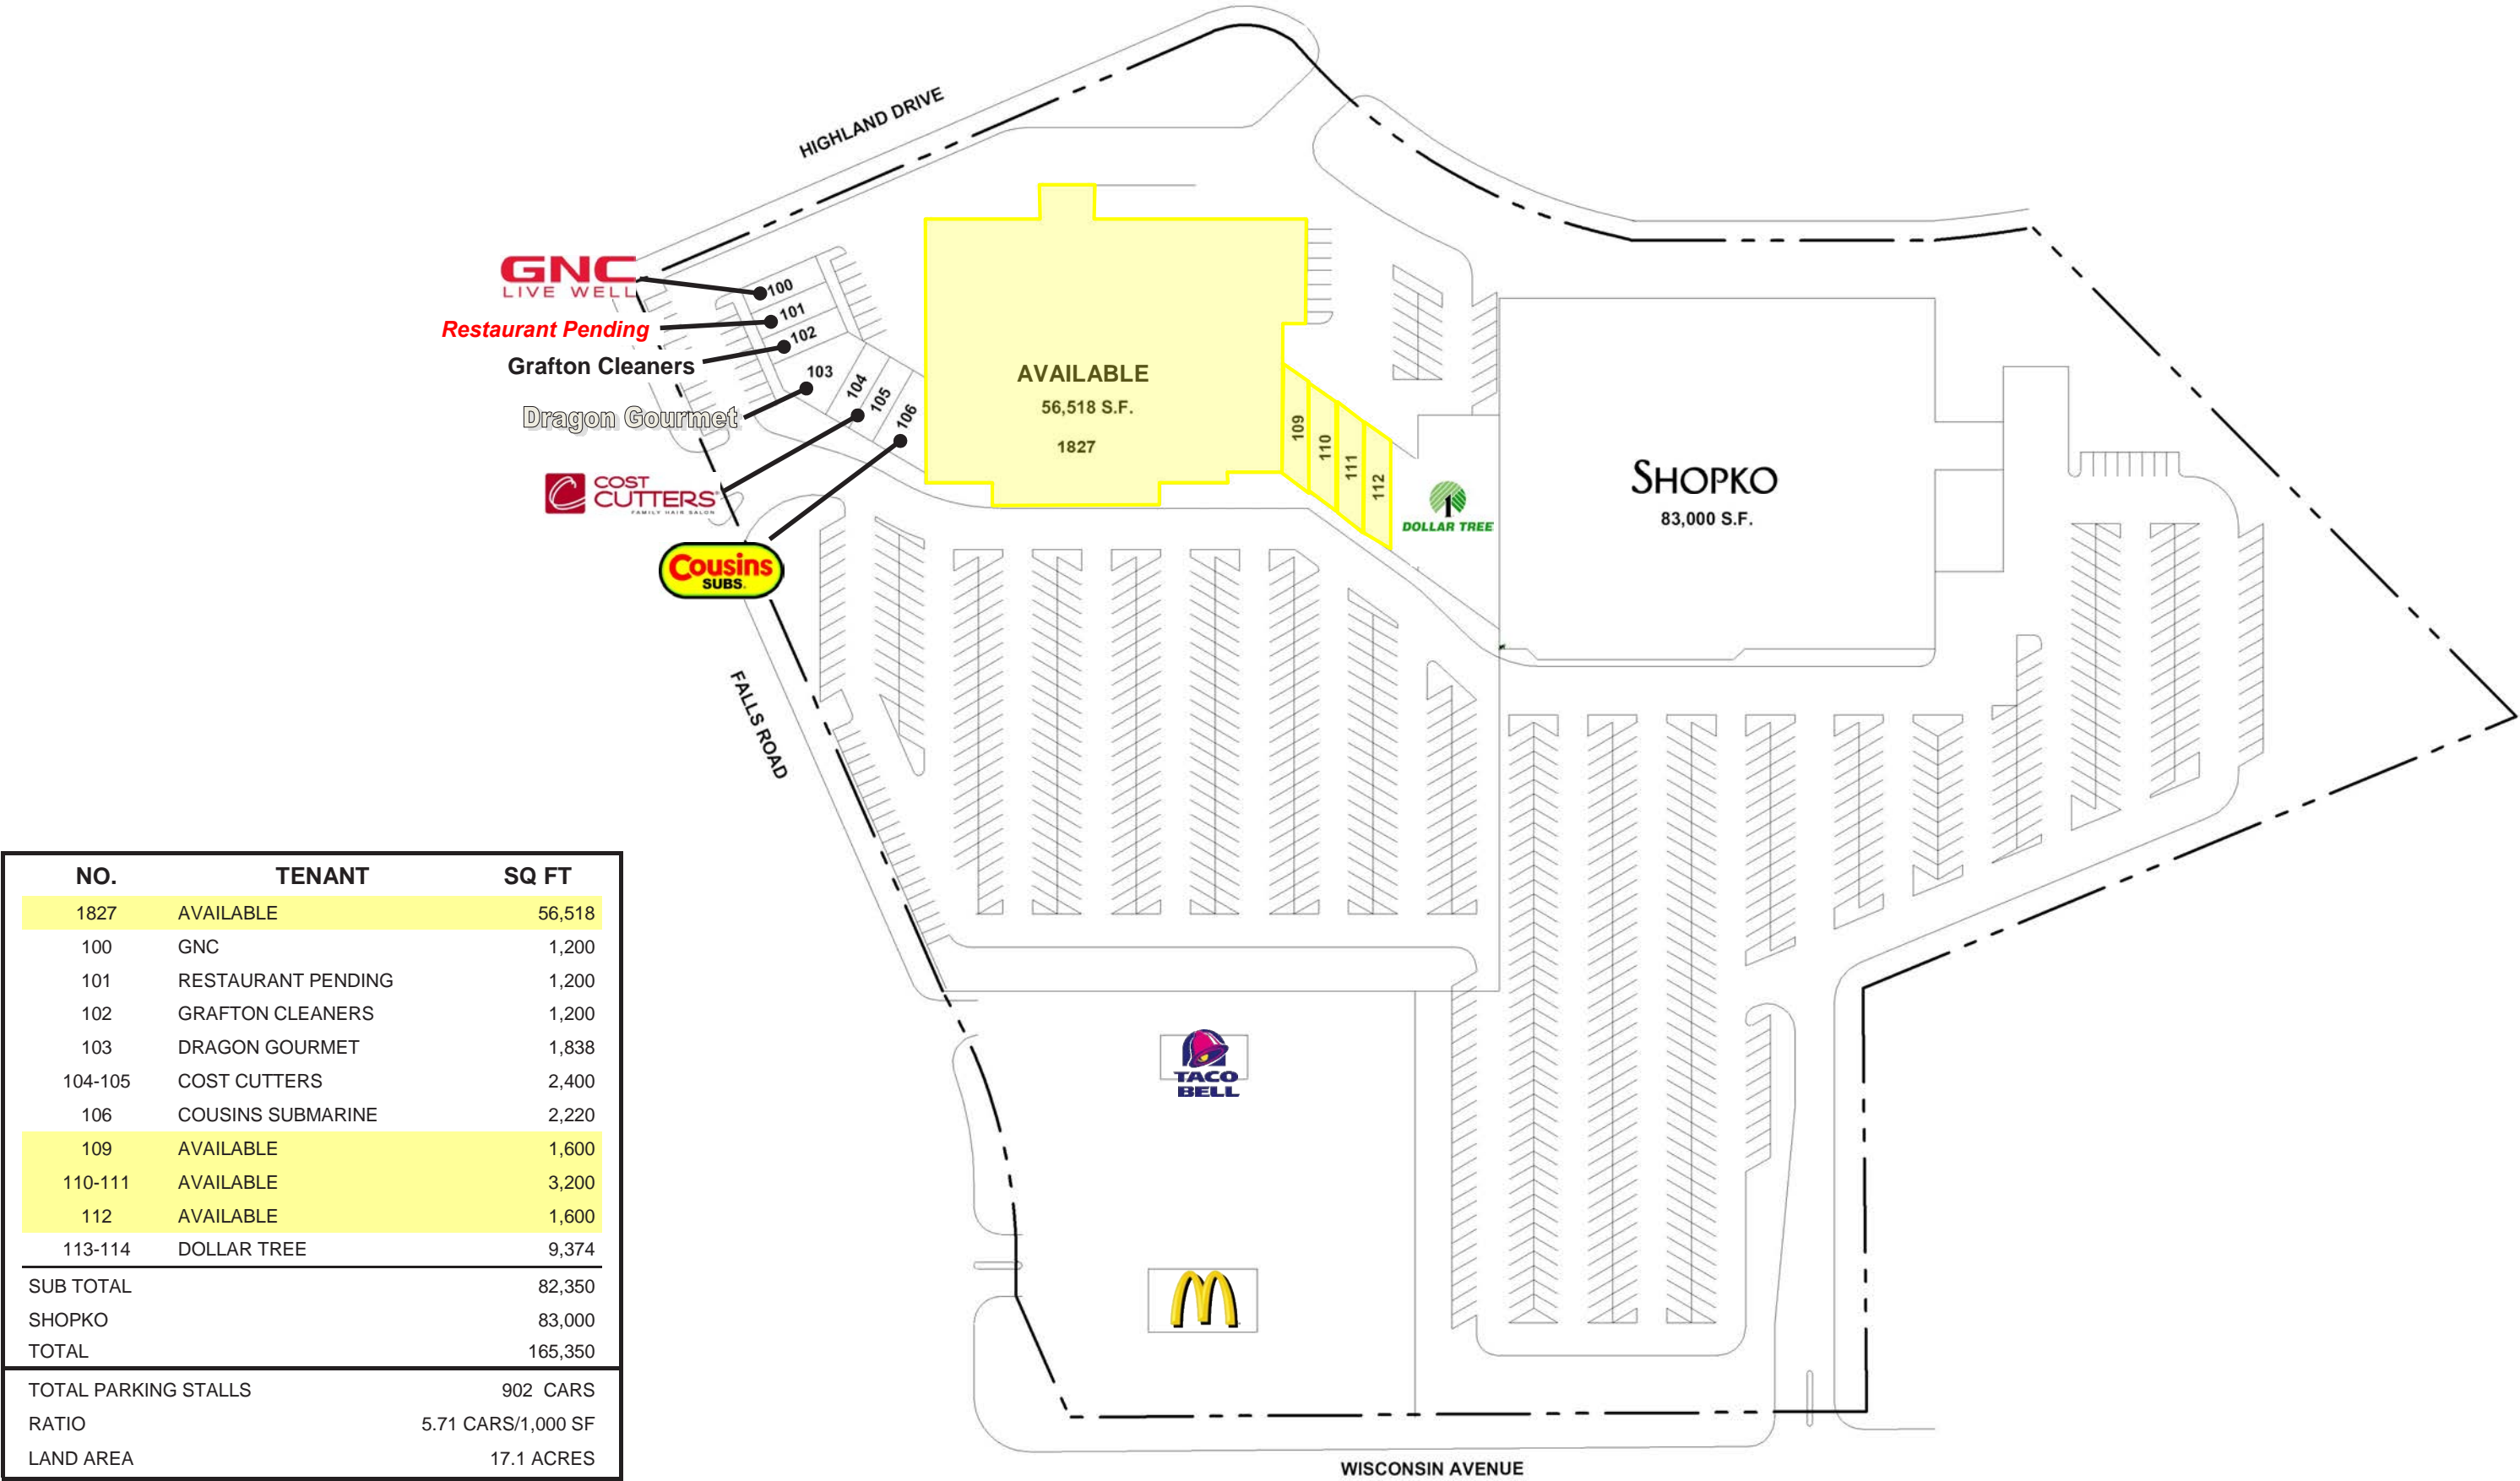 HIGHLAND DRIVE
GNC
LIVE WELL
Restaurant Pending
Grafton Cleaners
Dragon Gourmet
COST
CUTTERS
FAMILY HAIR SALON
Cousins
SUBS.
100
101
102
103
104
105
106
AVAILABLE
56,518 S.F.
1827
109
110
111
112
DOLLAR TREE
SHOPKO
83,000 S.F.
FALLS ROAD
TACO
BELL
WISCONSIN AVENUE
NO. TENANT SQ FT
1827 AVAILABLE 56,518
100 GNC 1,200
101 RESTAURANT PENDING 1,200
102 GRAFTON CLEANERS 1,200
103 DRAGON GOURMET 1,838
104-105 COST CUTTERS 2,400
106 COUSINS SUBMARINE 2,220
109 AVAILABLE 1,600
110-111 AVAILABLE 3,200
112 AVAILABLE 1,600
113-114 DOLLAR TREE 9,374
SUB TOTAL 82,350
SHOPKO 83,000
TOTAL 165,350
TOTAL PARKING STALLS 902 CARS
RATIO 5.71 CARS/1,000 SF
LAND AREA 17.1 ACRES